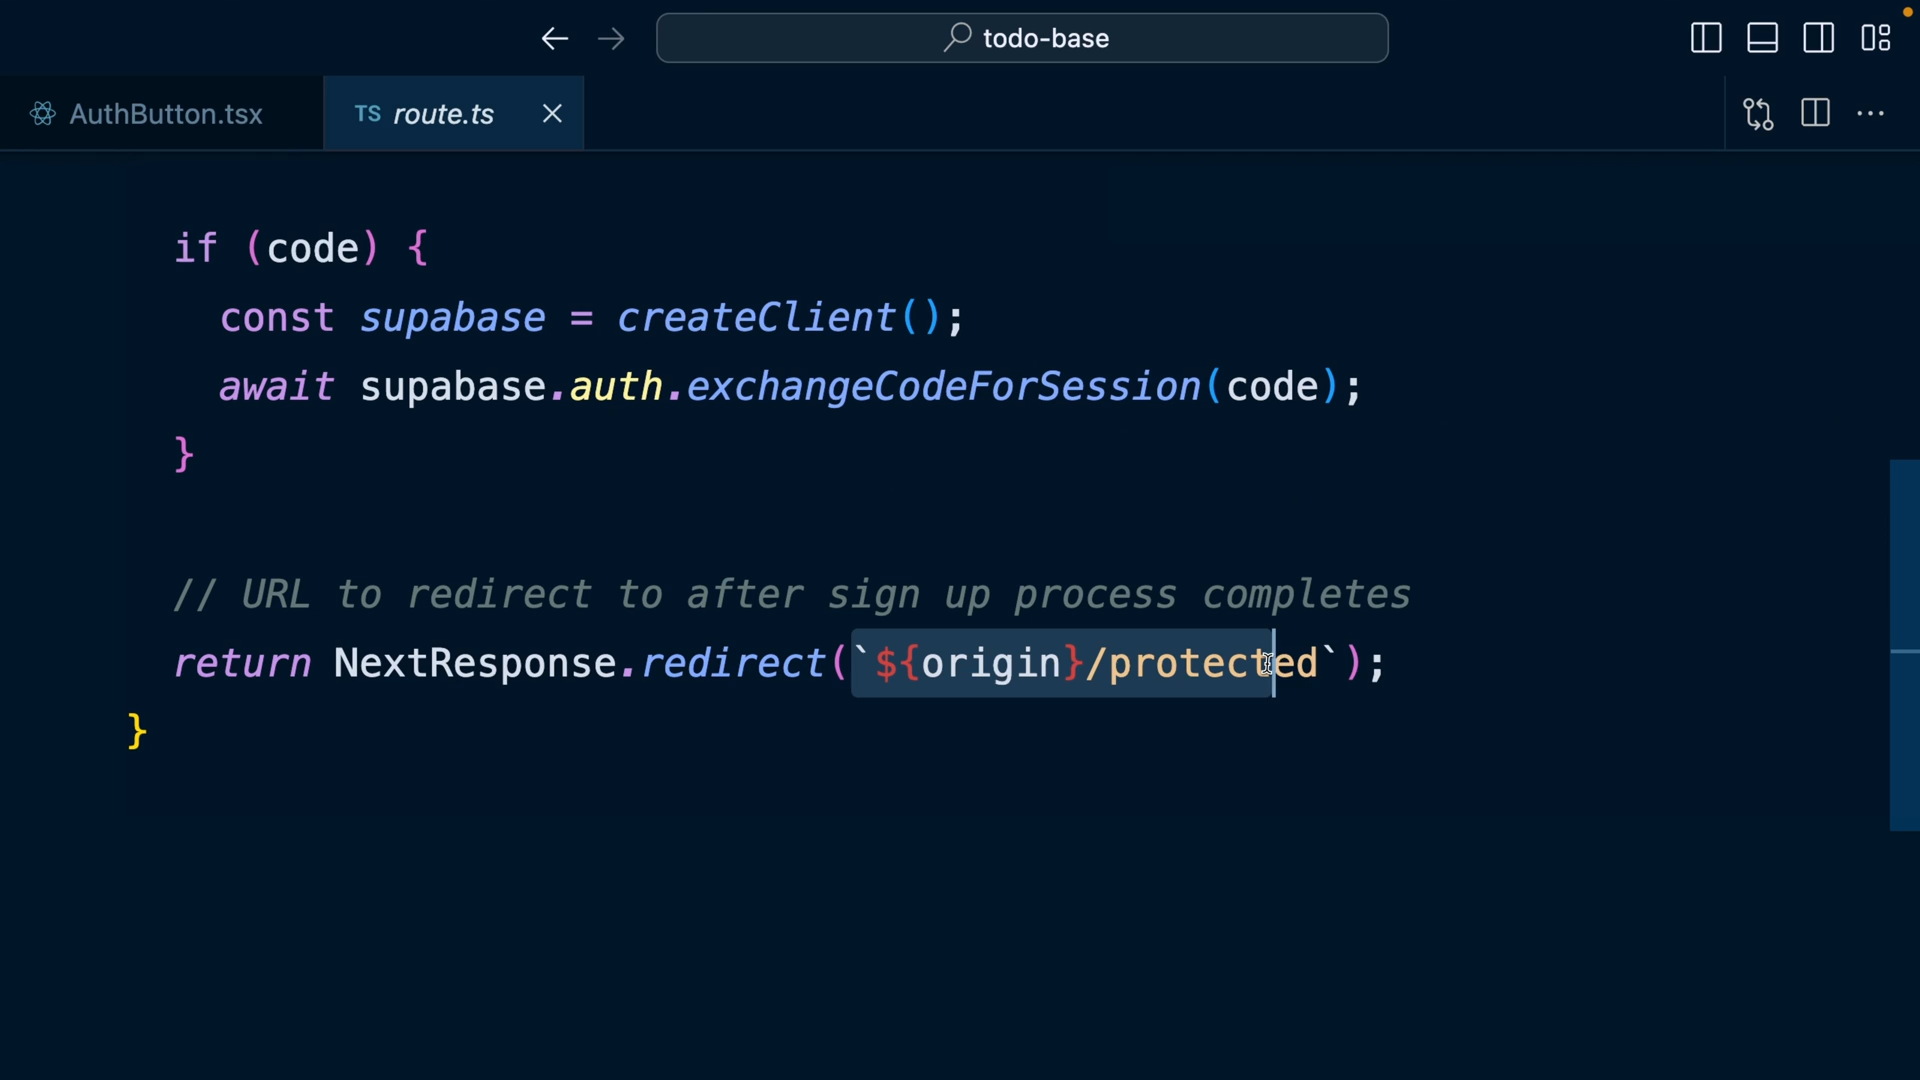 todo-base
AuthButton.tsx
TS route.ts
if (code) {
const supabase = createClient();
await supabase.auth.exchangeCodeForSession(code);
}
// URL to redirect to after sign up process completes
return NextResponse.redirect(`${origin}/protected`);
}